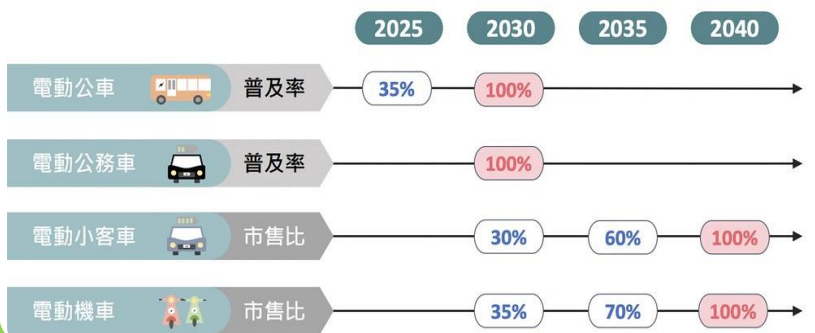 2025 2030 2035 2040
電動公車 普及率 35% 100%
電動公務車 普及率 100%
電動小客車 市售比 30% 60% 100%
電動機車 市售比 35% 70% 100%